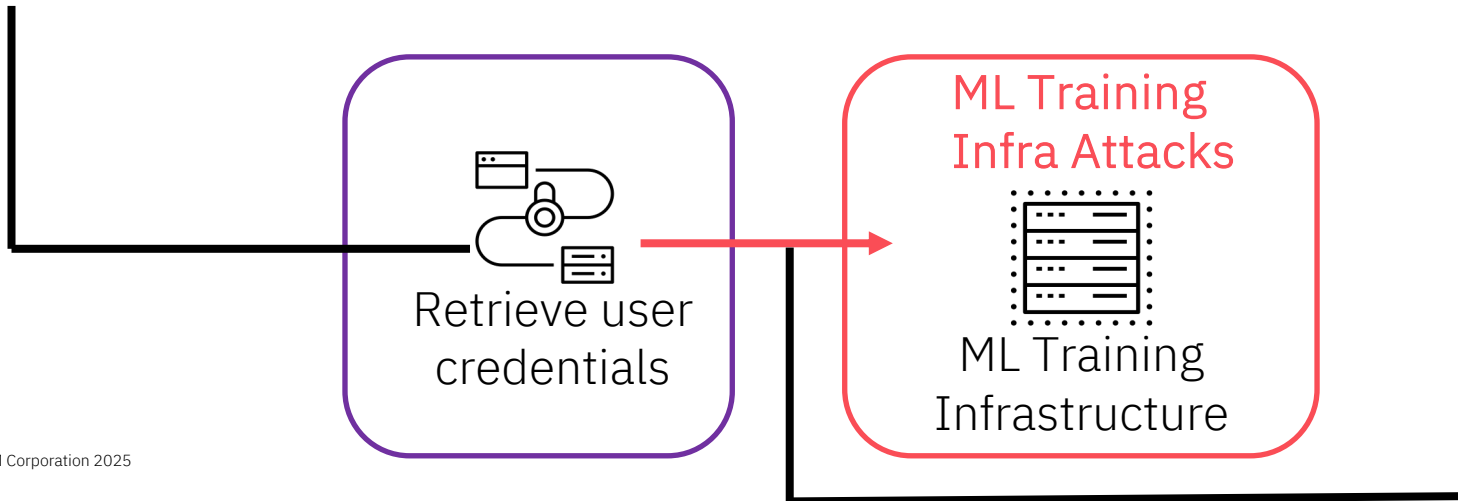 ML Training
Infra Attacks
Retrieve user
credentials
ML Training
Infrastructure
Corporation 2025